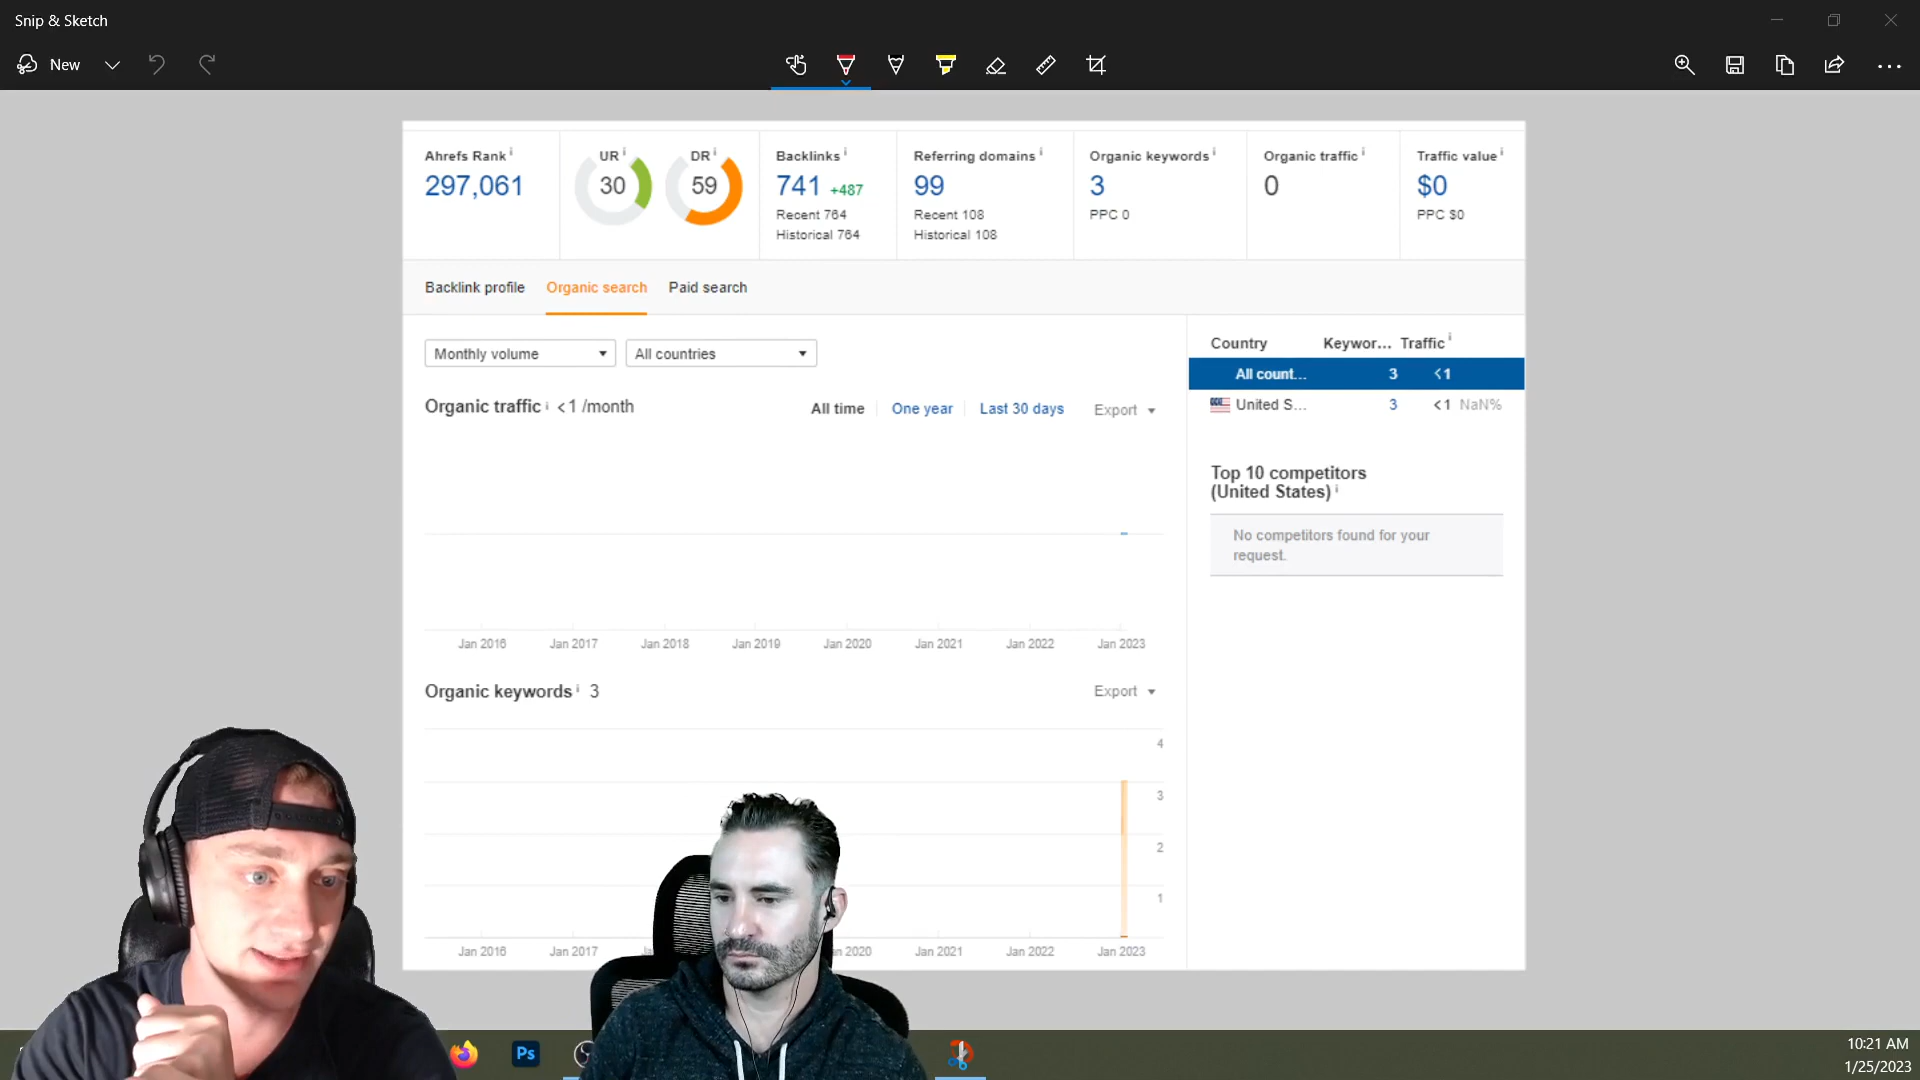 Snip & Sketch
New
Ahrefs Rank i
297,061
UR i
30
DR i
59
Backlinks i
741 +487
Recent 764
Historical 764
Referring domains i
99
Recent 108
Historical 108
Organic keywords i
3
PPC 0
Organic traffic i
0
Traffic value i
$0
PPC $0
Backlink profile Organic search Paid search
Monthly volume All countries
Organic traffic i <1 /month All time One year Last 30 days Export
Jan 2016 Jan 2017 Jan 2018 Jan 2019 Jan 2020 Jan 2021 Jan 2022 Jan 2023
Organic keywords i 3 Export
4
3
2
1
Jan 2016 Jan 2017 Jan 2021 Jan 2022 Jan 2023
Country Keywor... Traffic i
All count... 3 <1
United S... 3 <1 NaN%
Top 10 competitors
(United States) i
No competitors found for your
request.
Ps
10:21 AM
1/25/2023